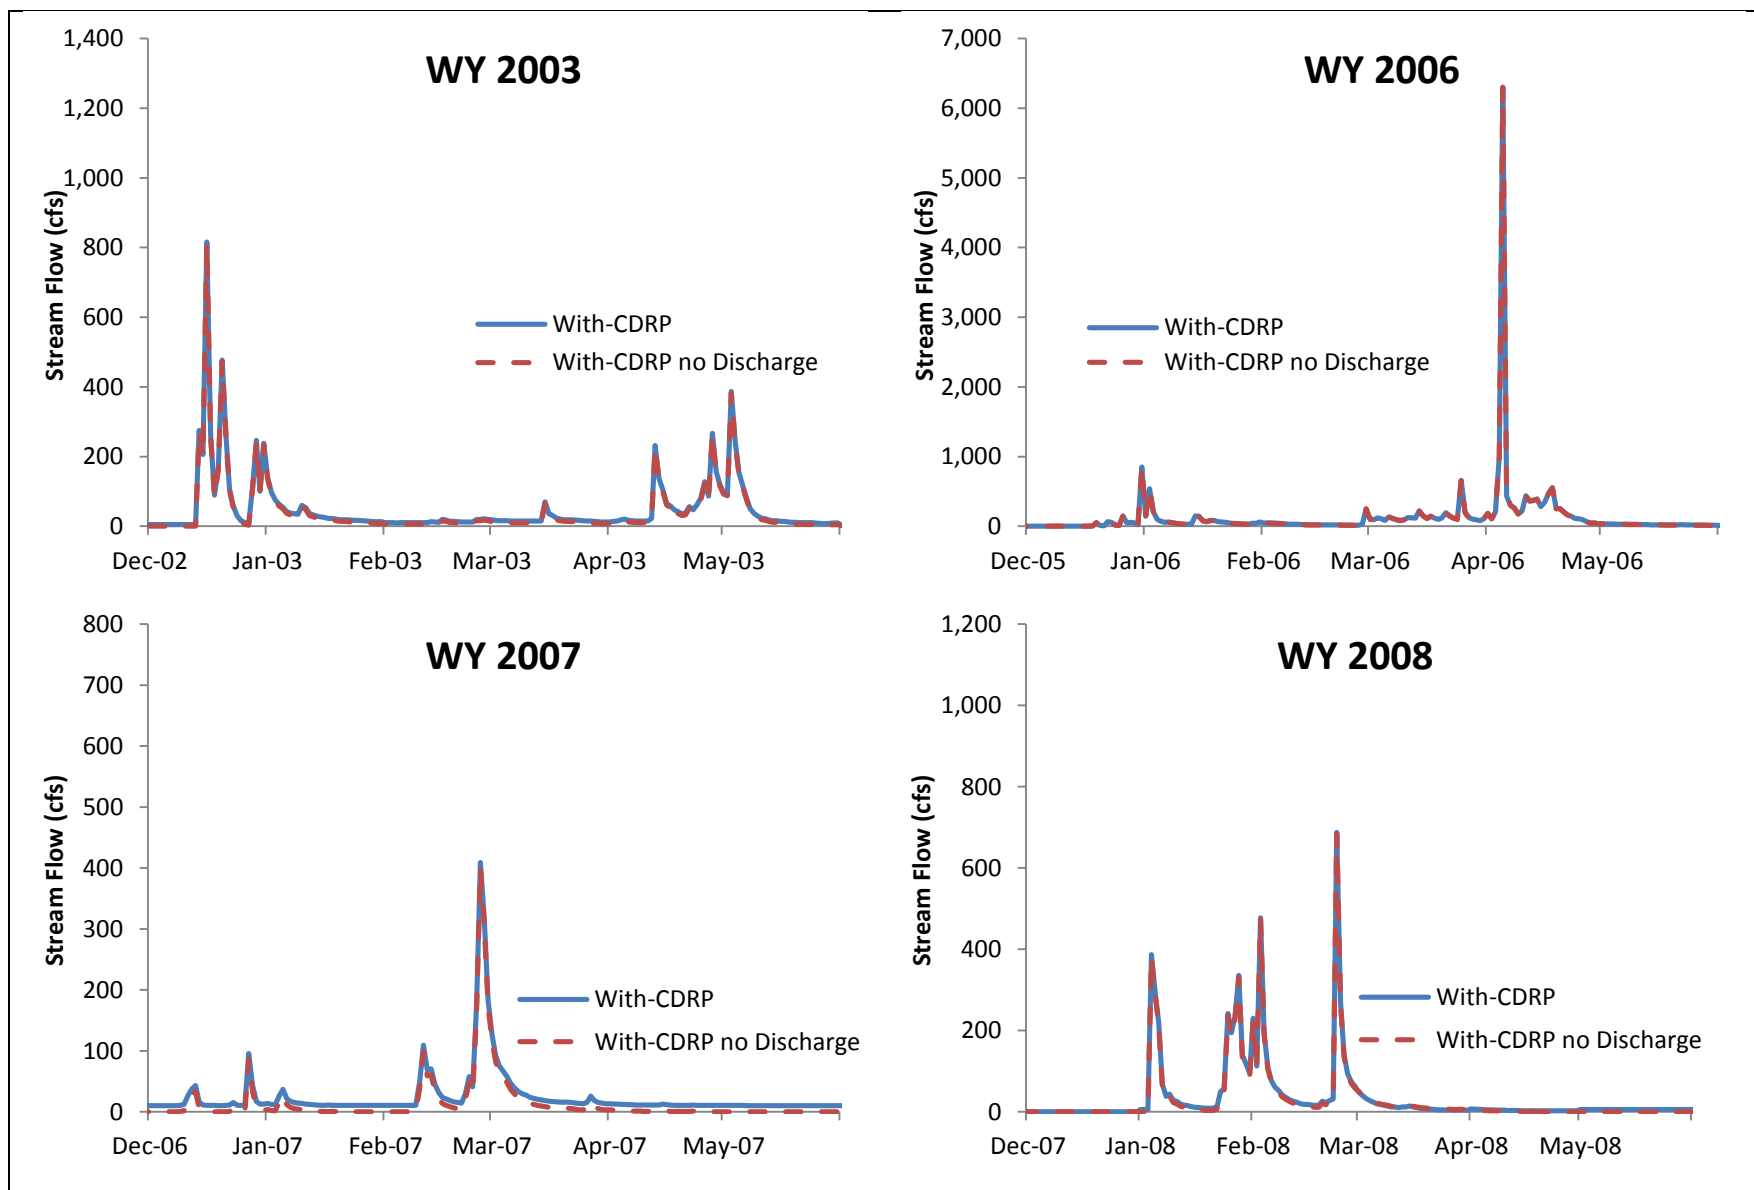 WY 2003
1,400
1,200
1,000
800
600
400
200
0
Stream Flow (cfs)
With-CDRP
With-CDRP no Discharge
Dec-02 Jan-03 Feb-03 Mar-03 Apr-03 May-03
WY 2006
7,000
6,000
5,000
4,000
3,000
2,000
1,000
0
Stream Flow (cfs)
With-CDRP
With-CDRP no Discharge
Dec-05 Jan-06 Feb-06 Mar-06 Apr-06 May-06
WY 2007
800
700
600
500
400
300
200
100
0
Stream Flow (cfs)
With-CDRP
With-CDRP no Discharge
Dec-06 Jan-07 Feb-07 Mar-07 Apr-07 May-07
WY 2008
1,200
1,000
800
600
400
200
0
Stream Flow (cfs)
With-CDRP
With-CDRP no Discharge
Dec-07 Jan-08 Feb-08 Mar-08 Apr-08 May-08